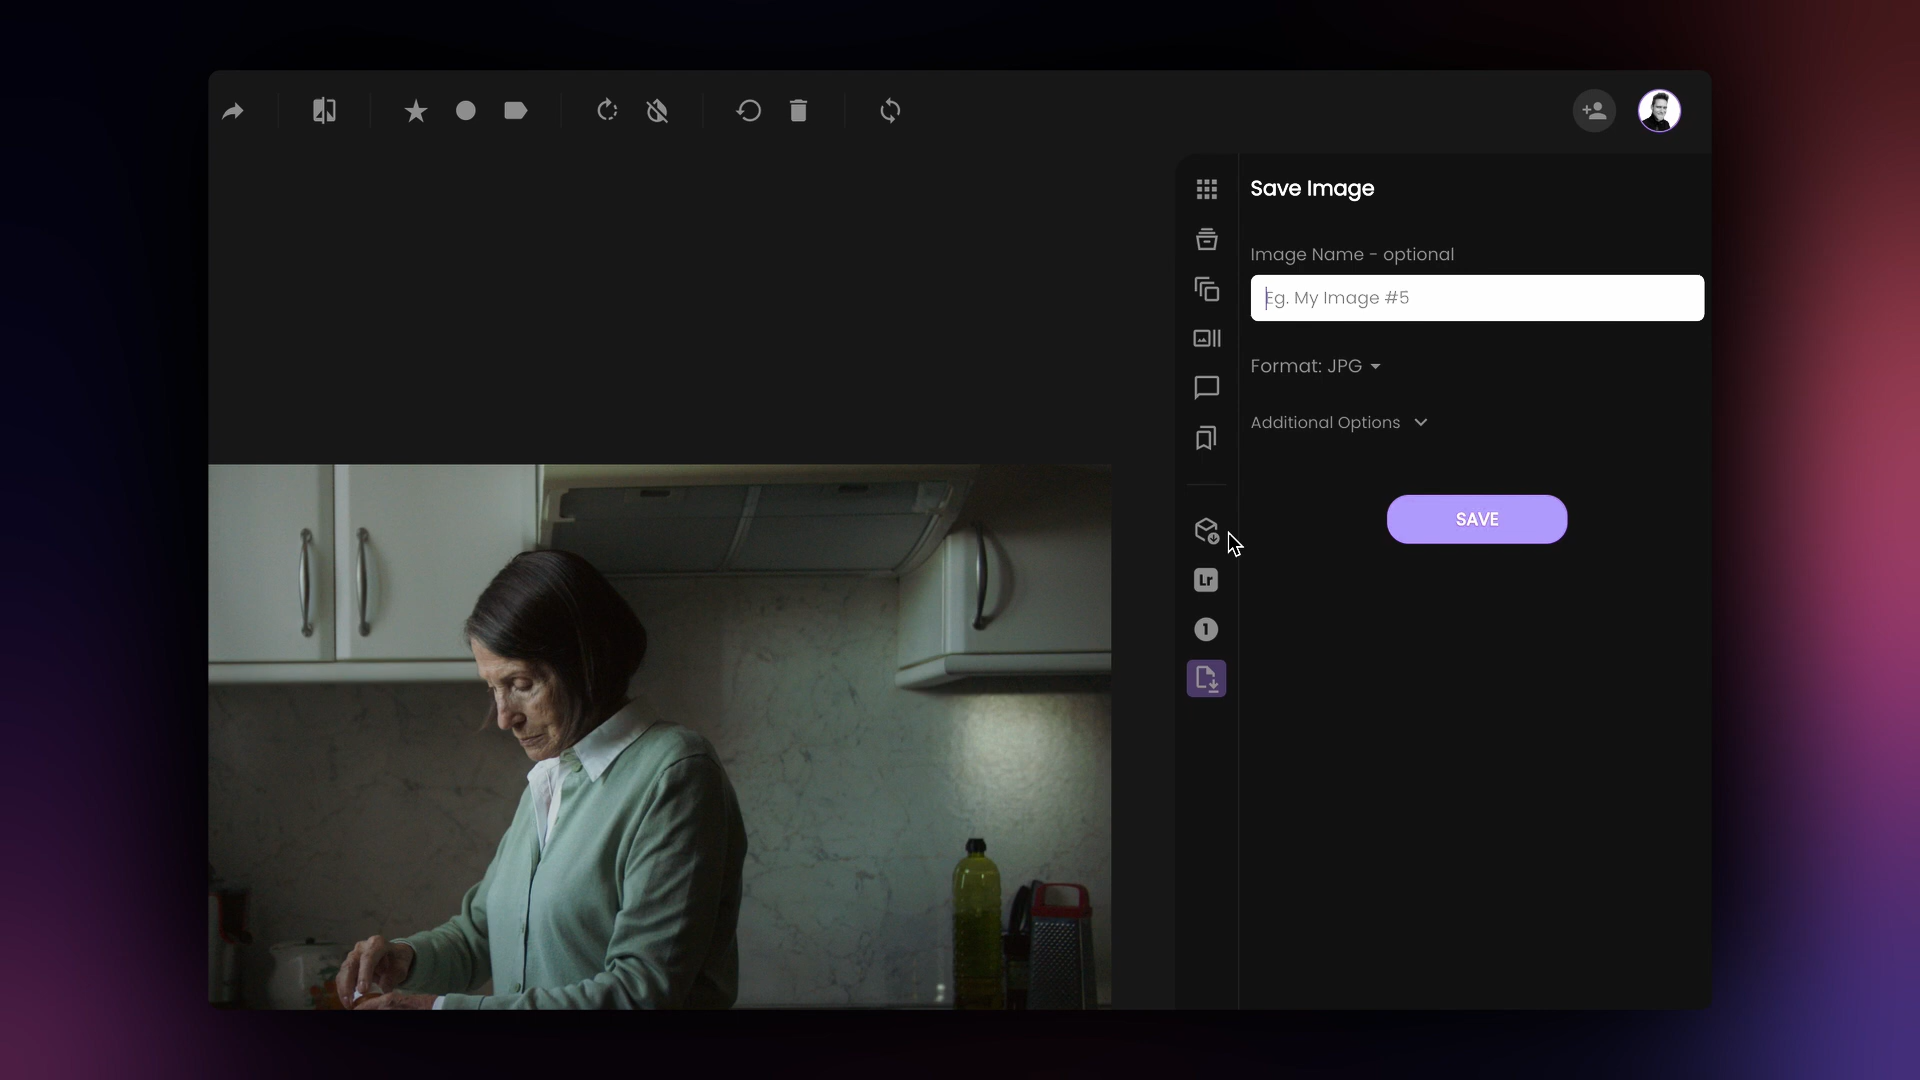 Save Image
Image Name - optional
Eg. My Image #5
Format: JPG
Additional Options
SAVE
Lr
1